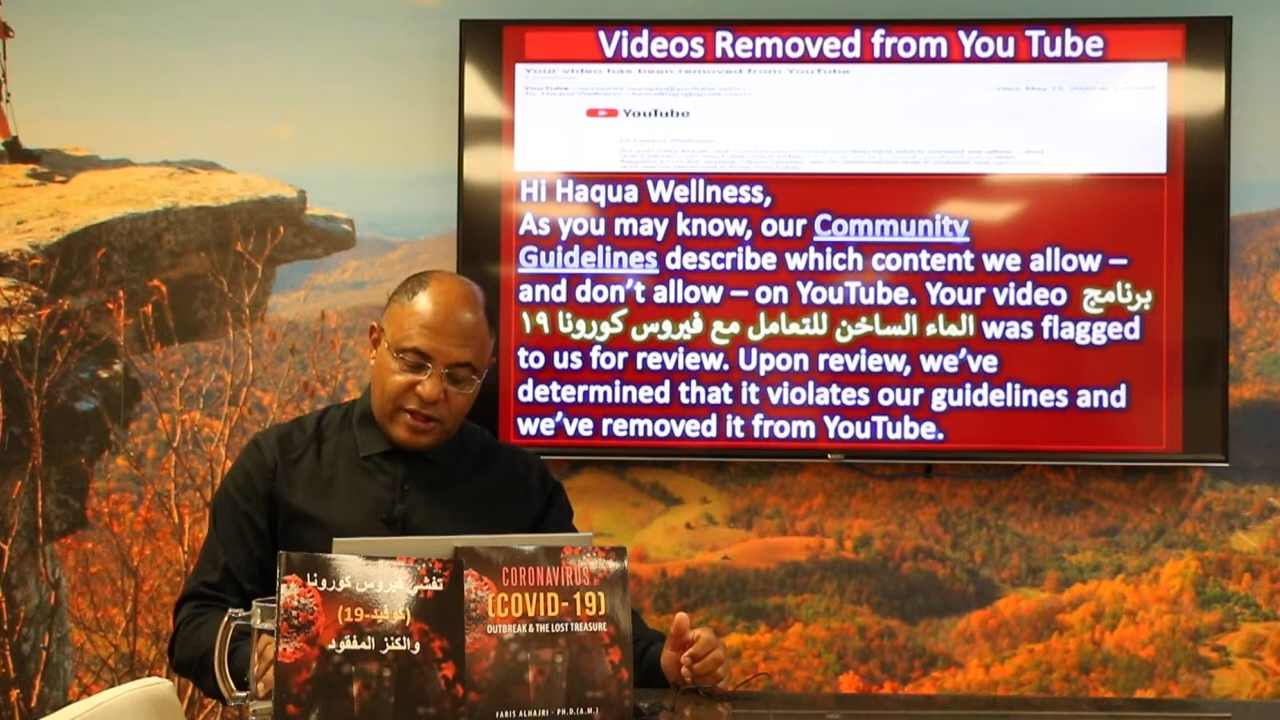 Videos Removed from You Tube
Your video has been removed from YouTube
YouTube
Hi Haqua Wellness,
As you may know, our Community
Guidelines describe which content we allow –
and don't allow – on YouTube. Your video برنامج
الماء الساخن للتعامل مع فيروس كورونا ١٩ was flagged
to us for review. Upon review, we've
determined that it violates our guidelines and
we've removed it from YouTube.
تفشي فيروس كورونا
(كوفيد-19)
والكنز المفقود
CORONAVIRUS
(COVID-19)
OUTBREAK & THE LOST TREASURE
FARIS ALHAJRI - PH.D.(A.M.)